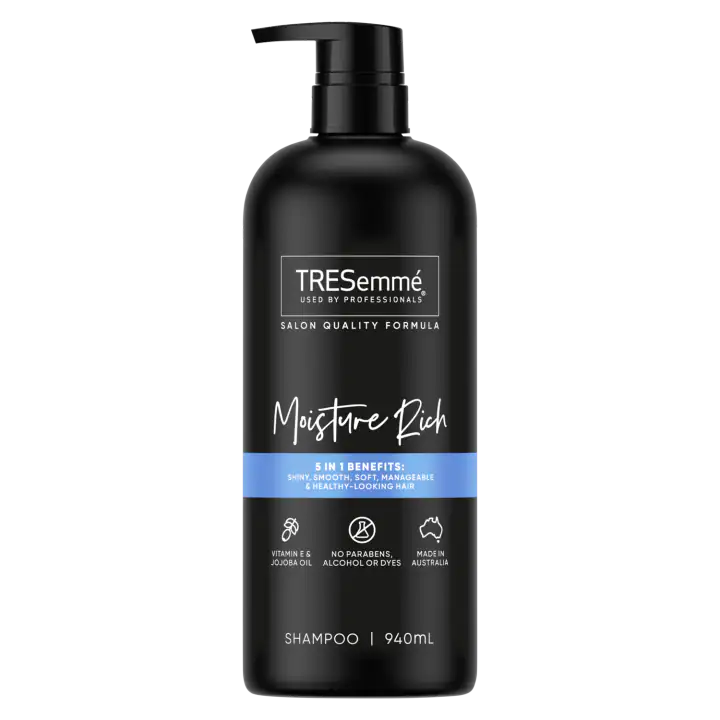 TRESemmé®
USED BY PROFESSIONALS
SALON QUALITY FORMULA
Moisture Rich
5 IN 1 BENEFITS:
SHINY, SMOOTH, SOFT, MANAGEABLE
& HEALTHY-LOOKING HAIR
VITAMIN E &
JOJOBA OIL
NO PARABENS,
ALCOHOL OR DYES
MADE IN
AUSTRALIA
SHAMPOO | 940mL